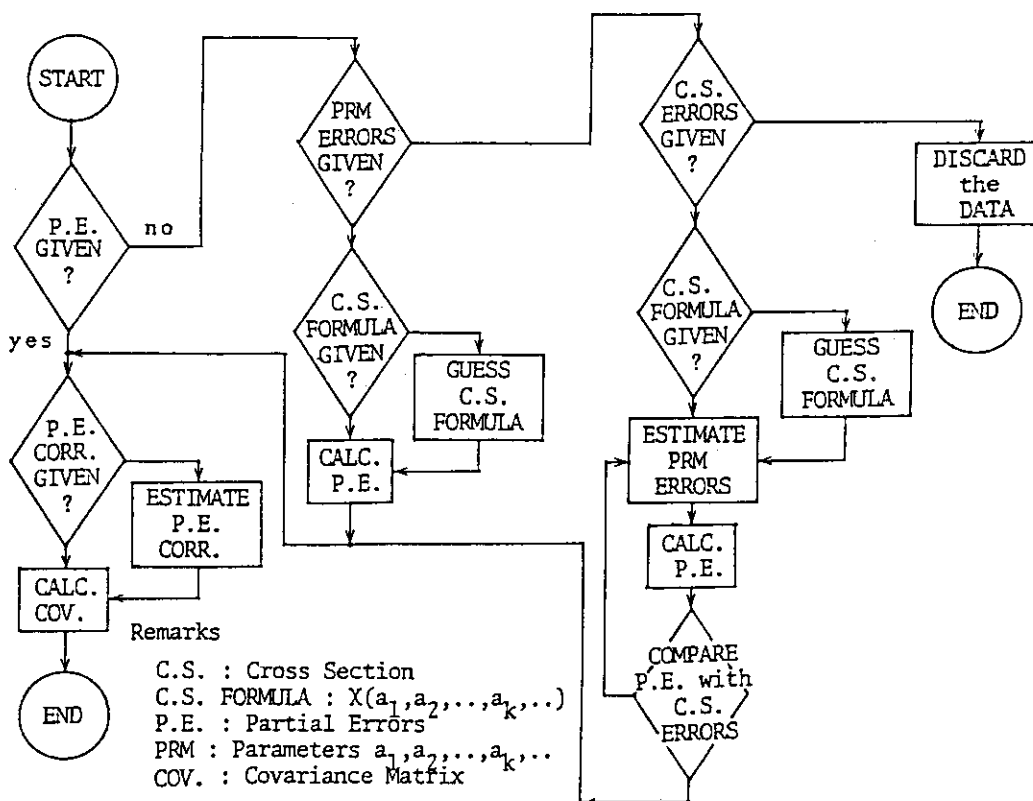 START
P.E.
GIVEN
?
no
yes
P.E.
CORR.
GIVEN
?
ESTIMATE
P.E.
CORR.
CALC.
COV.
END
PRM
ERRORS
GIVEN
?
C.S.
FORMULA
GIVEN
?
GUESS
C.S.
FORMULA
CALC.
P.E.
C.S.
ERRORS
GIVEN
?
DISCARD
the
DATA
END
C.S.
FORMULA
GIVEN
?
GUESS
C.S.
FORMULA
ESTIMATE
PRM
ERRORS
CALC.
P.E.
COMPARE
P.E. with
C.S.
ERRORS
Remarks
C.S. : Cross Section
C.S. FORMULA : X(a1,a2,..,ak,..)
P.E. : Partial Errors
PRM : Parameters a1,a2,..,ak,..
COV. : Covariance Matrix